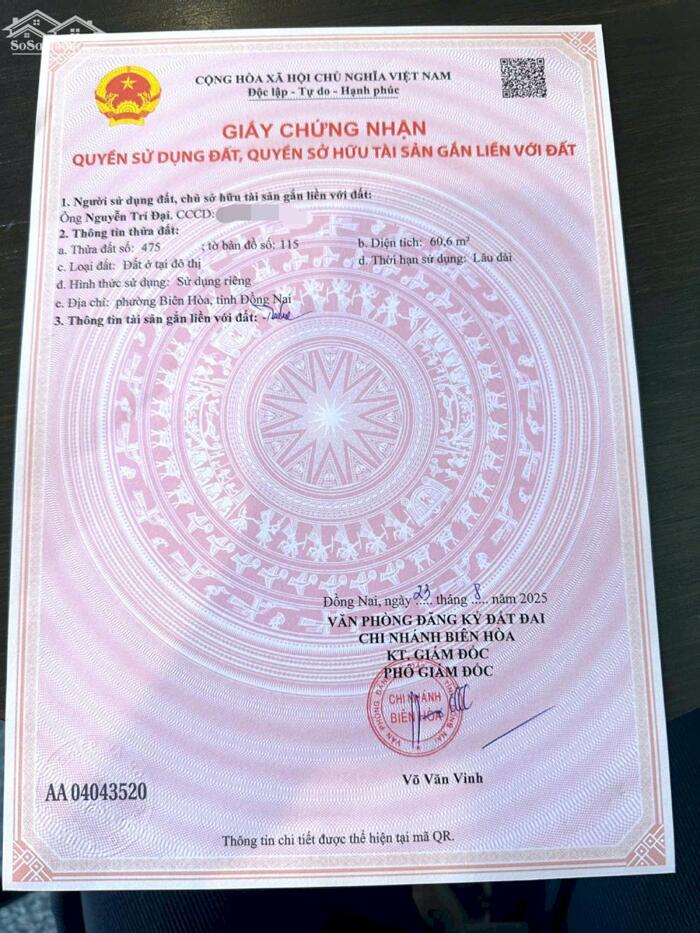 CỘNG HÒA XÃ HỘI CHỦ NGHĨA VIỆT NAM
Độc lập - Tự do - Hạnh phúc
GIẤY CHỨNG NHẬN
QUYỀN SỬ DỤNG ĐẤT, QUYỀN SỞ HỮU TÀI SẢN GẮN LIỀN VỚI ĐẤT
1. Người sử dụng đất, chủ sở hữu tài sản gắn liền với đất:
Ông Nguyễn Trí Đại, CCCD:
2. Thông tin thửa đất:
a. Thửa đất số: 475 ; tờ bản đồ số: 115 b. Diện tích: 60,6 m²
c. Loại đất: Đất ở tại đô thị d. Thời hạn sử dụng: Lâu dài
đ. Hình thức sử dụng: Sử dụng riêng
e. Địa chỉ: phường Biên Hòa, tỉnh Đồng Nai
3. Thông tin tài sản gắn liền với đất: -
Đồng Nai, ngày 23 tháng 8 năm 2025
VĂN PHÒNG ĐĂNG KÝ ĐẤT ĐAI
CHI NHÁNH BIÊN HÒA
KT. GIÁM ĐỐC
PHÓ GIÁM ĐỐC
CHI NHÁNH
BIÊN HÒA
Võ Văn Vinh
AA 04043520
Thông tin chi tiết được thể hiện tại mã QR.